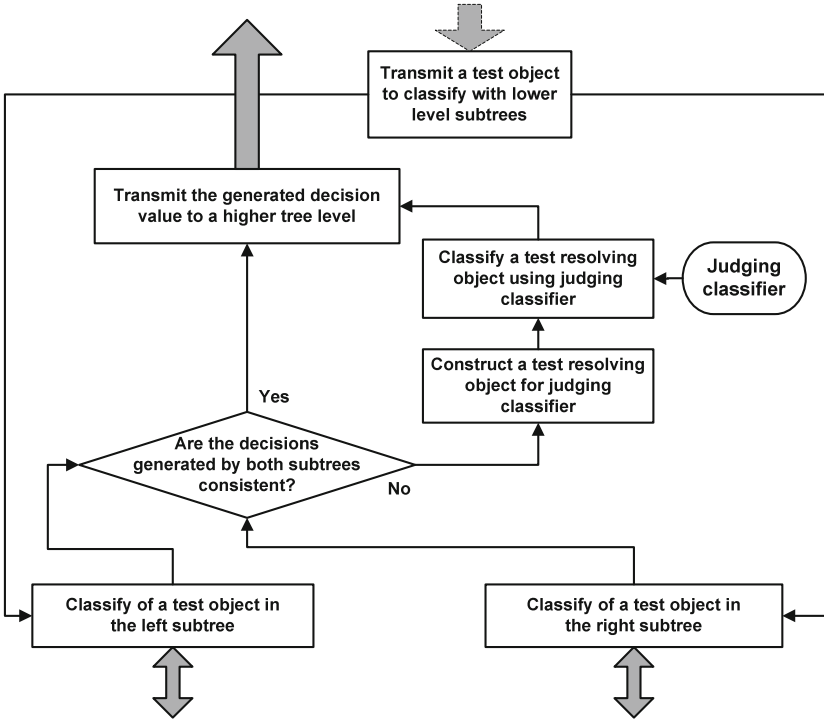 Transmit a test object
to classify with lower
level subtrees
Transmit the generated decision
value to a higher tree level
Classify a test resolving
object using judging
classifier
Judging
classifier
Construct a test resolving
object for judging
classifier
Yes
Are the decisions
generated by both subtrees
consistent?
No
Classify of a test object in
the left subtree
Classify of a test object in
the right subtree